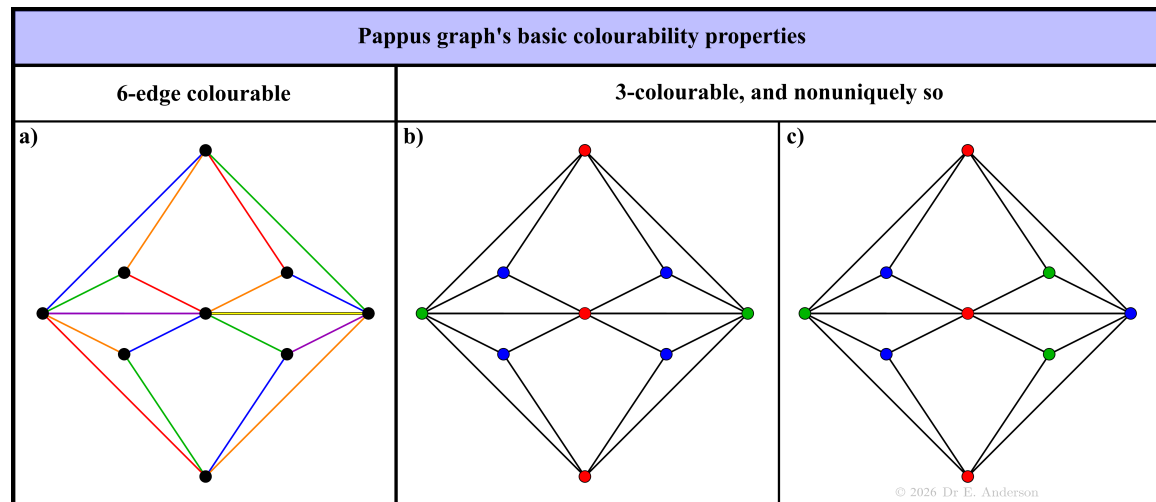 Pappus graph's basic colourability properties
6-edge colourable
3-colourable, and nonuniquely so
a)
b)
c)
© 2026 Dr E. Anderson